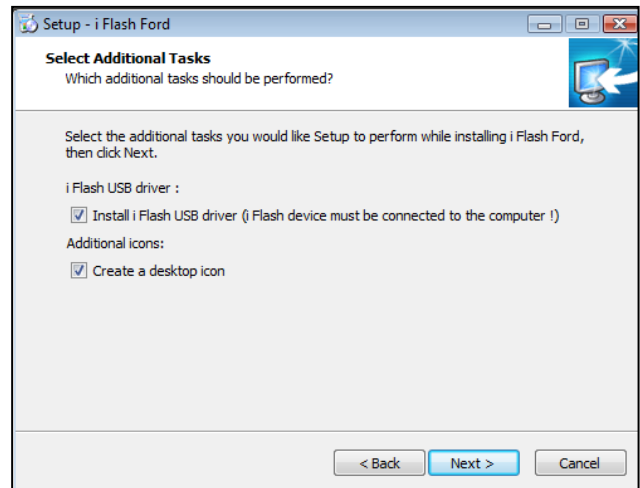 Setup - i Flash Ford
Select Additional Tasks
Which additional tasks should be performed?
Select the additional tasks you would like Setup to perform while installing i Flash Ford,
then click Next.
i Flash USB driver :
Install i Flash USB driver (i Flash device must be connected to the computer !)
Additional icons:
Create a desktop icon
< Back
Next >
Cancel